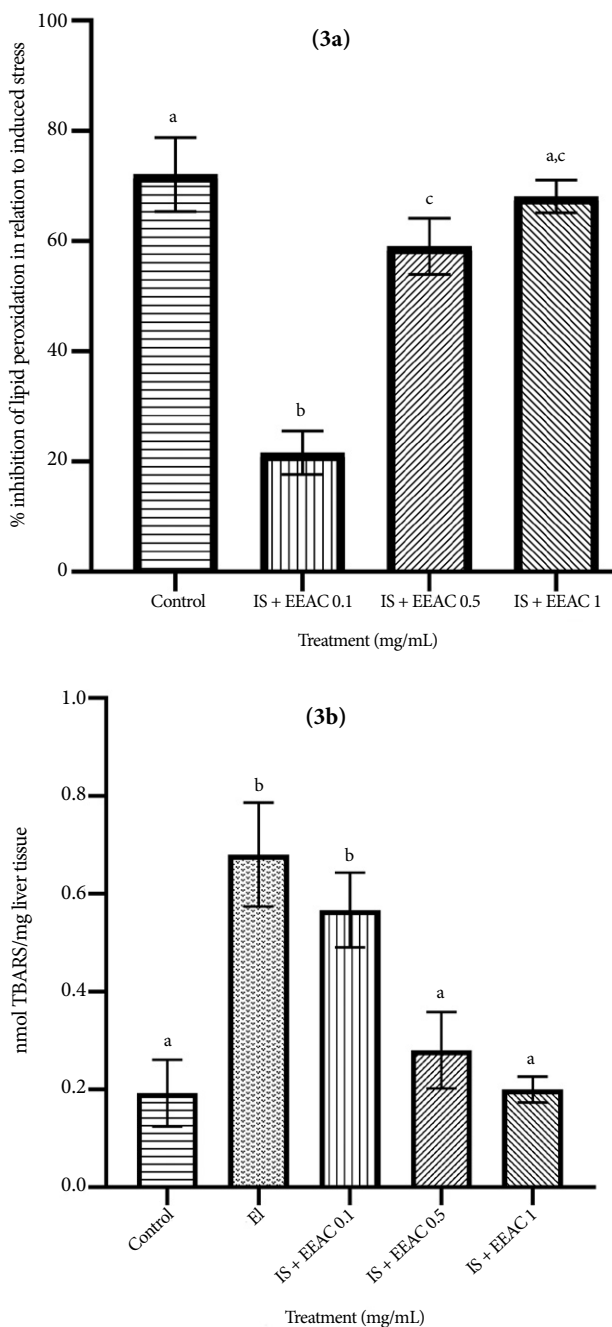 (3a)
% inhibition of lipid peroxidation in relation to induced stress
100
80
60
40
20
0
a
b
c
a,c
Control
IS + EEAC 0.1
IS + EEAC 0.5
IS + EEAC 1
Treatment (mg/mL)
(3b)
nmol TBARS/mg liver tissue
1.0
0.8
0.6
0.4
0.2
0.0
a
b
b
a
a
Control
EI
IS + EEAC 0.1
IS + EEAC 0.5
IS + EEAC 1
Treatment (mg/mL)